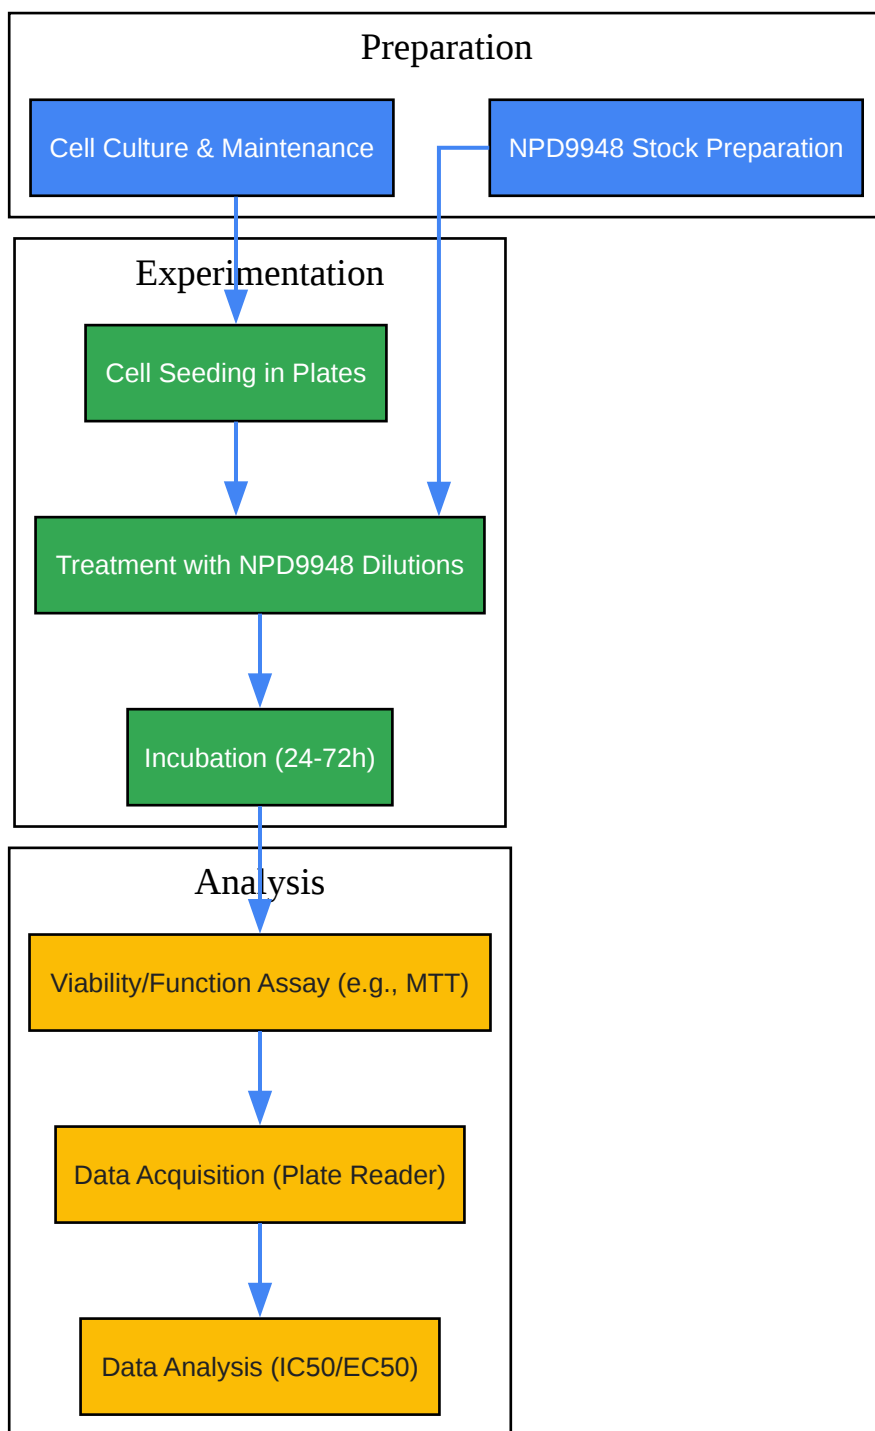 Preparation
Cell Culture & Maintenance
NPD9948 Stock Preparation
Experimentation
Cell Seeding in Plates
Treatment with NPD9948 Dilutions
Incubation (24-72h)
Analysis
Viability/Function Assay (e.g., MTT)
Data Acquisition (Plate Reader)
Data Analysis (IC50/EC50)